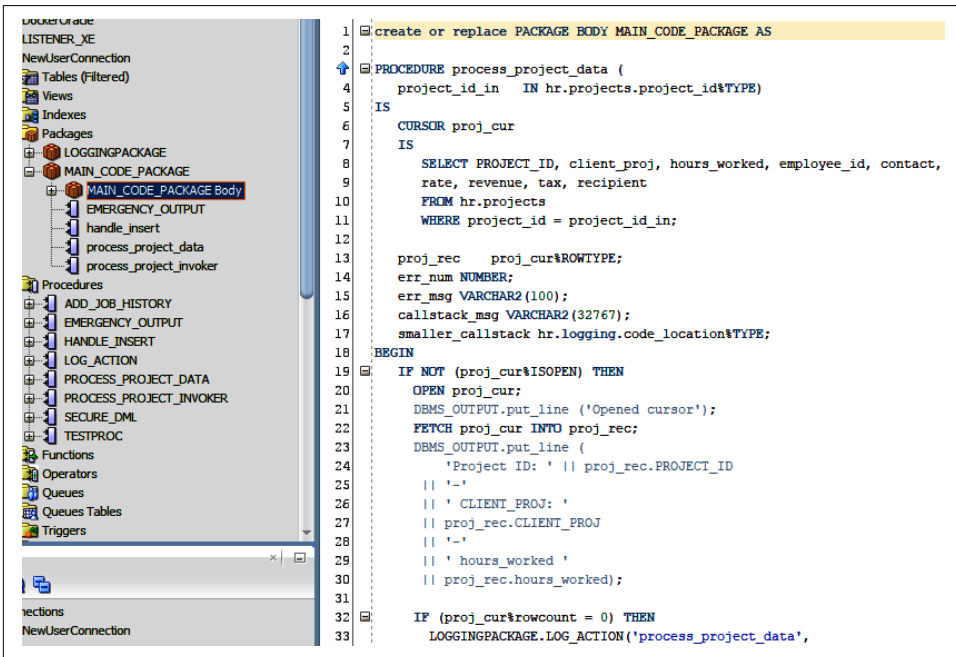 DockerOracle
LISTENER_XE
NewUserConnection
Tables (Filtered)
Views
Indexes
Packages
LOGGINGPACKAGE
MAIN_CODE_PACKAGE
MAIN_CODE_PACKAGE Body
EMERGENCY_OUTPUT
handle_insert
process_project_data
process_project_invoker
Procedures
ADD_JOB_HISTORY
EMERGENCY_OUTPUT
HANDLE_INSERT
LOG_ACTION
PROCESS_PROJECT_DATA
PROCESS_PROJECT_INVOKER
SECURE_DML
TESTPROC
Functions
Operators
Queues
Queues Tables
Triggers
nections
NewUserConnection
1 create or replace PACKAGE BODY MAIN_CODE_PACKAGE AS
2
PROCEDURE process_project_data (
4 project_id_in IN hr.projects.project_id%TYPE)
5 IS
6 CURSOR proj_cur
7 IS
8 SELECT PROJECT_ID, client_proj, hours_worked, employee_id, contact,
9 rate, revenue, tax, recipient
10 FROM hr.projects
11 WHERE project_id = project_id_in;
12
13 proj_rec proj_cur%ROWTYPE;
14 err_num NUMBER;
15 err_msg VARCHAR2(100);
16 callstack_msg VARCHAR2(32767);
17 smaller_callstack hr.logging.code_location%TYPE;
18 BEGIN
19 IF NOT (proj_cur%ISOPEN) THEN
20 OPEN proj_cur;
21 DBMS_OUTPUT.put_line ('Opened cursor');
22 FETCH proj_cur INTO proj_rec;
23 DBMS_OUTPUT.put_line (
24 'Project ID: ' || proj_rec.PROJECT_ID
25 || '-'
26 || ' CLIENT_PROJ: '
27 || proj_rec.CLIENT_PROJ
28 || '-'
29 || ' hours_worked '
30 || proj_rec.hours_worked);
31
32 IF (proj_cur%rowcount = 0) THEN
33 LOGGINGPACKAGE.LOG_ACTION('process_project_data',